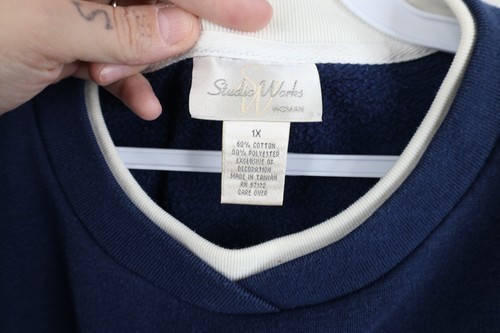 Studio Works
WOMAN
1X
60% COTTON
40% POLYESTER
EXCLUSIVE OF
DECORATION
MADE IN TAIWAN
CARE OVER